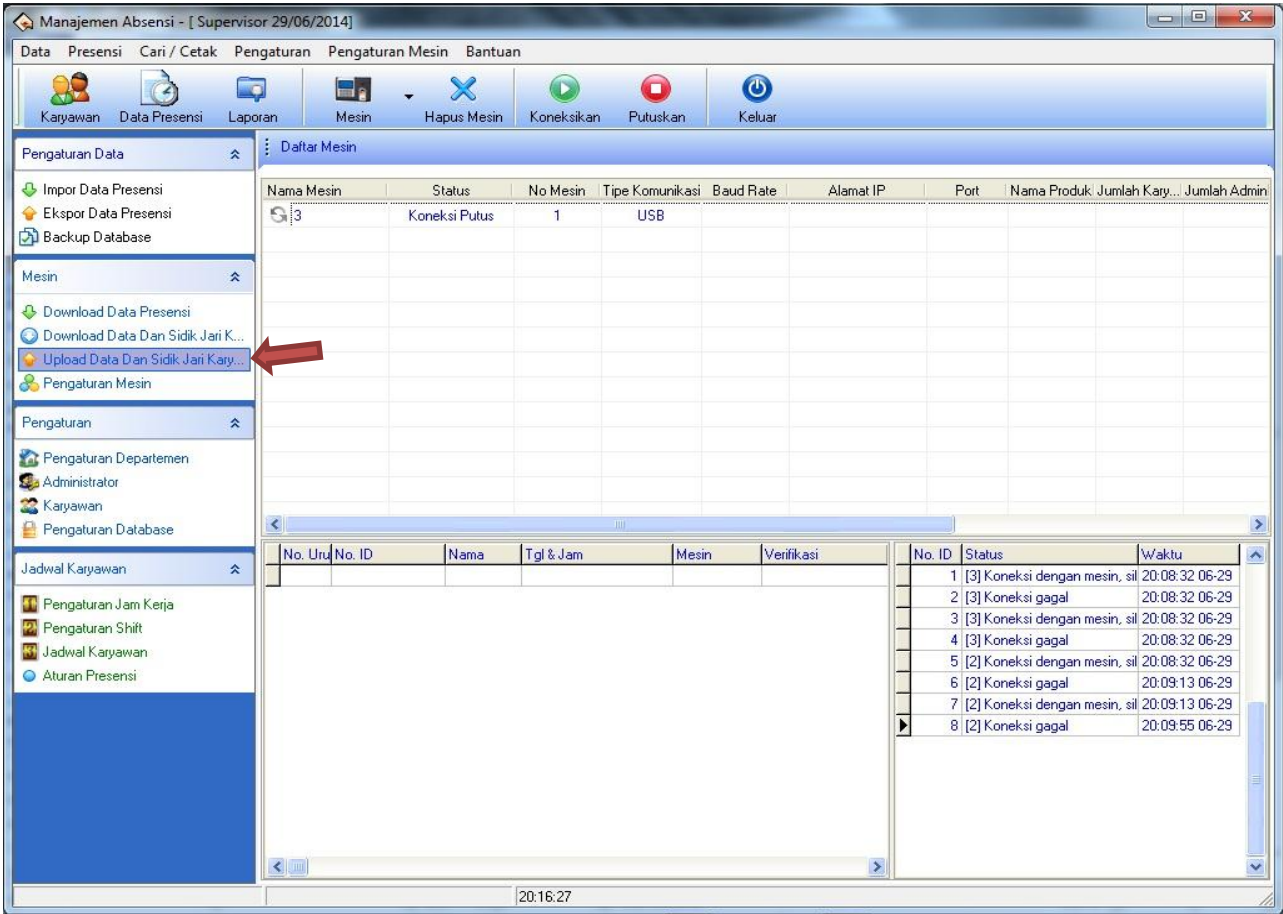 Manajemen Absensi - [ Supervisor 29/06/2014]
Data Presensi Cari / Cetak Pengaturan Pengaturan Mesin Bantuan
Karyawan Data Presensi Laporan Mesin Hapus Mesin Koneksikan Putuskan Keluar
Pengaturan Data
Impor Data Presensi
Ekspor Data Presensi
Backup Database
Mesin
Download Data Presensi
Download Data Dan Sidik Jari K...
Upload Data Dan Sidik Jari Kary...
Pengaturan Mesin
Pengaturan
Pengaturan Departemen
Administrator
Karyawan
Pengaturan Database
Jadwal Karyawan
1 Pengaturan Jam Kerja
2 Pengaturan Shift
3 Jadwal Karyawan
Aturan Presensi
Daftar Mesin
Nama Mesin Status No Mesin Tipe Komunikasi Baud Rate Alamat IP Port Nama Produk Jumlah Kary... Jumlah Admin
3 Koneksi Putus 1 USB
No. Uru No. ID Nama Tgl & Jam Mesin Verifikasi
No. ID Status Waktu
1 [3] Koneksi dengan mesin, sil 20:08:32 06-29
2 [3] Koneksi gagal 20:08:32 06-29
3 [3] Koneksi dengan mesin, sil 20:08:32 06-29
4 [3] Koneksi gagal 20:08:32 06-29
5 [2] Koneksi dengan mesin, sil 20:08:32 06-29
6 [2] Koneksi gagal 20:09:13 06-29
7 [2] Koneksi dengan mesin, sil 20:09:13 06-29
8 [2] Koneksi gagal 20:09:55 06-29
20:16:27